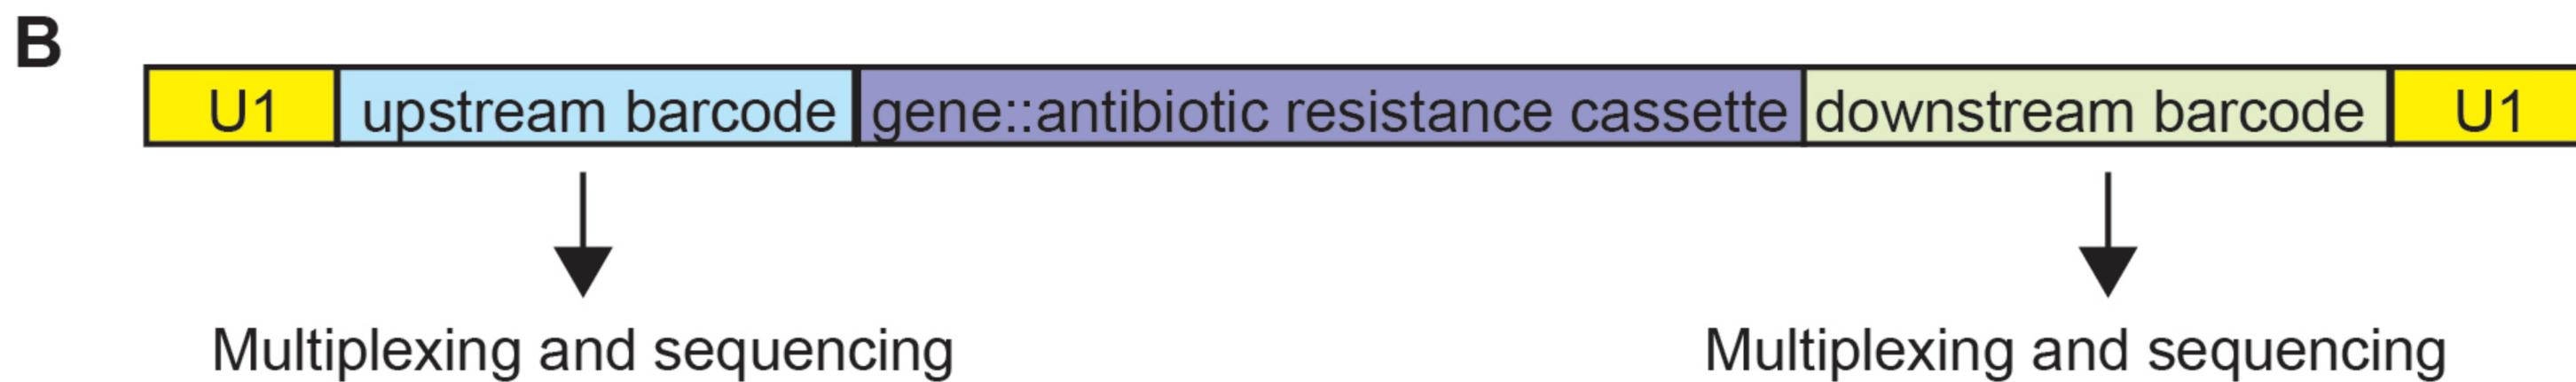 B
U1 upstream barcode gene::antibiotic resistance cassette downstream barcode U1
Multiplexing and sequencing Multiplexing and sequencing